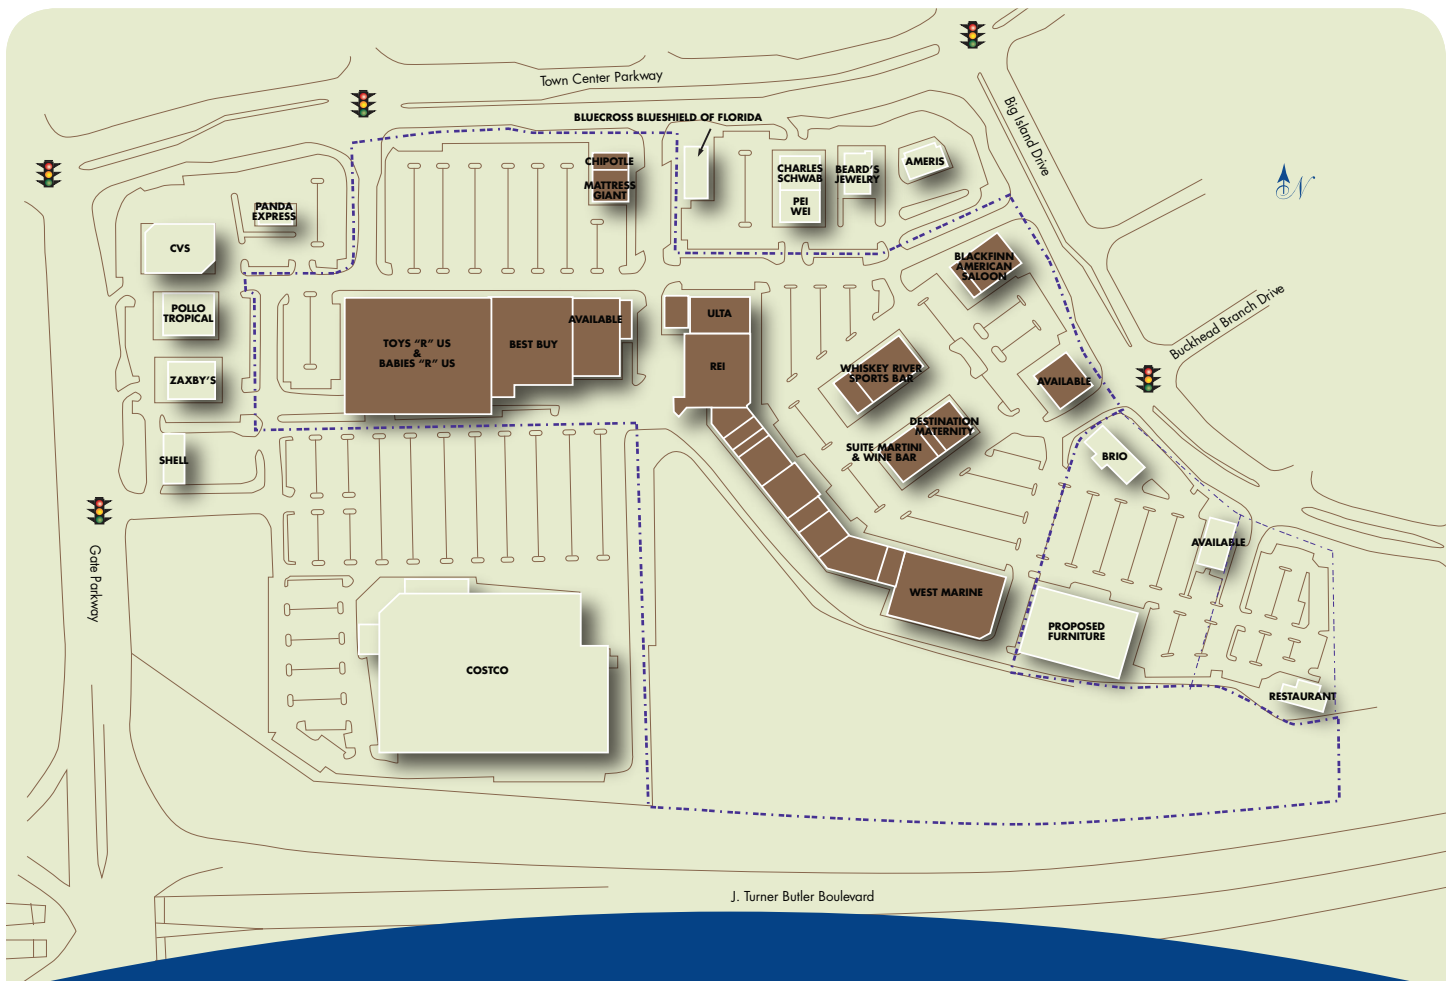 Town Center Parkway
Big Island Drive
BLUECROSS BLUESHIELD OF FLORIDA
CHIPOTLE
MATTRESS
GIANT
CHARLES
SCHWAB
PEI
WEI
BEARD'S
JEWELRY
AMERIS
N
PANDA
EXPRESS
CVS
POLLO
TROPICAL
ZAXBY'S
SHELL
TOYS “R” US
&
BABIES “R” US
BEST BUY
AVAILABLE
ULTA
REI
BLACKFINN
AMERICAN
SALOON
Buckhead Branch Drive
WHISKEY RIVER
SPORTS BAR
AVAILABLE
DESTINATION
MATERNITY
SUITE MARTINI
& WINE BAR
BRIO
AVAILABLE
WEST MARINE
PROPOSED
FURNITURE
RESTAURANT
Gate Parkway
COSTCO
J. Turner Butler Boulevard